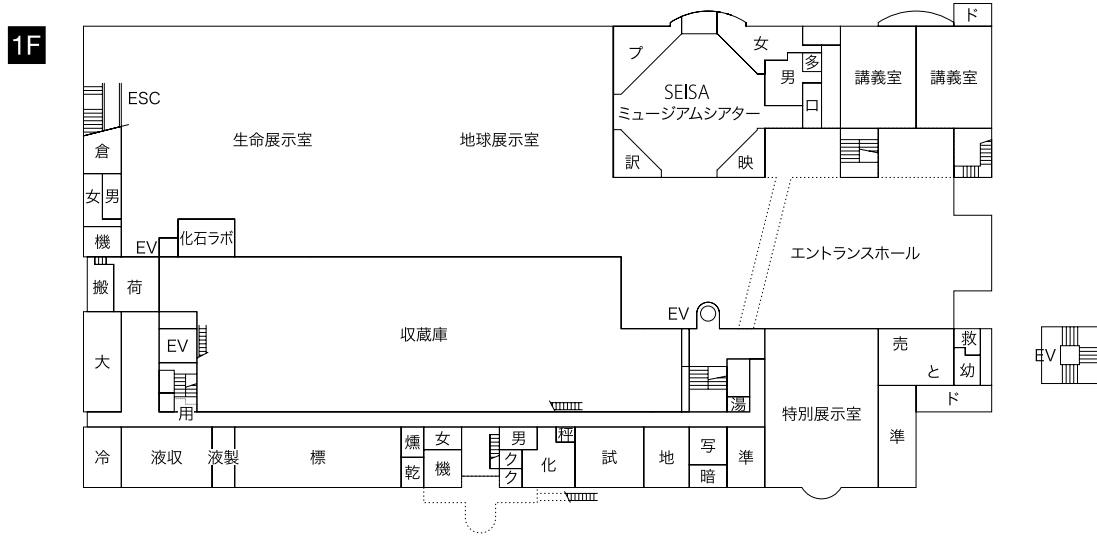 1F
ド
プ
女
多
男
講義室
講義室
ESC
SEISA
ミュージアムシアター
ロ
生命展示室
地球展示室
倉
訳
映
女
男
機
EV
化石ラボ
エントランスホール
搬
荷
EV
収蔵庫
EV
大
売
と
救
幼
EV
ド
用
湯
特別展示室
準
冷
液収
液製
標
燻
乾
女
機
男
ク
ク
秤
化
試
地
写
暗
準